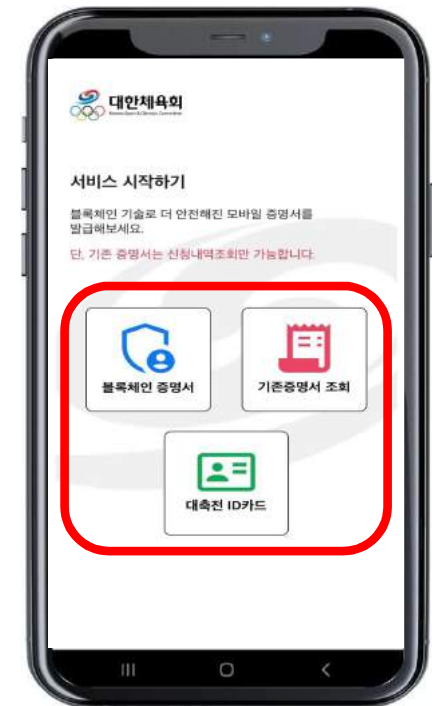 대한체육회
Korean Sport & Olympic Committee
서비스 시작하기
블록체인 기술로 더 안전해진 모바일 증명서를
발급해보세요.
단, 기존 증명서는 신청내역조회만 가능합니다.
블록체인 증명서
기존증명서 조회
대축전 ID카드